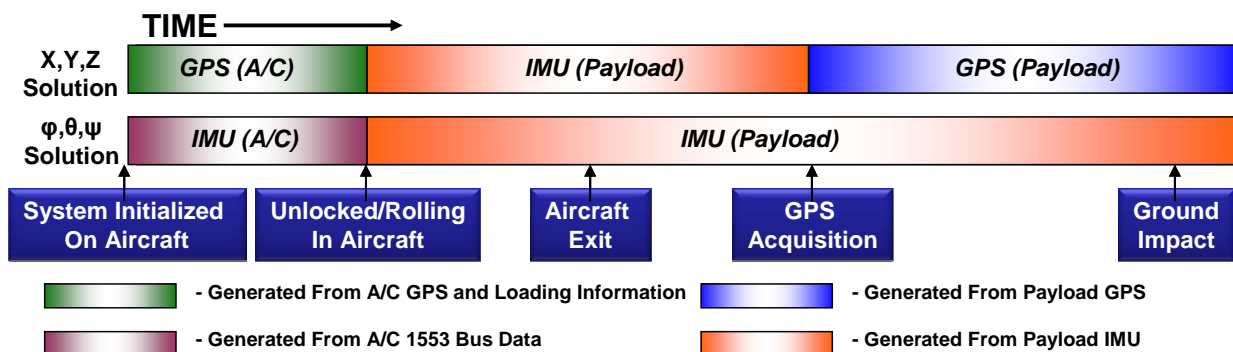 TIME
X,Y,Z
Solution
GPS (A/C)
IMU (Payload)
GPS (Payload)
φ,θ,ψ
Solution
IMU (A/C)
IMU (Payload)
System Initialized
On Aircraft
Unlocked/Rolling
In Aircraft
Aircraft
Exit
GPS
Acquisition
Ground
Impact
- Generated From A/C GPS and Loading Information
- Generated From Payload GPS
- Generated From A/C 1553 Bus Data
- Generated From Payload IMU